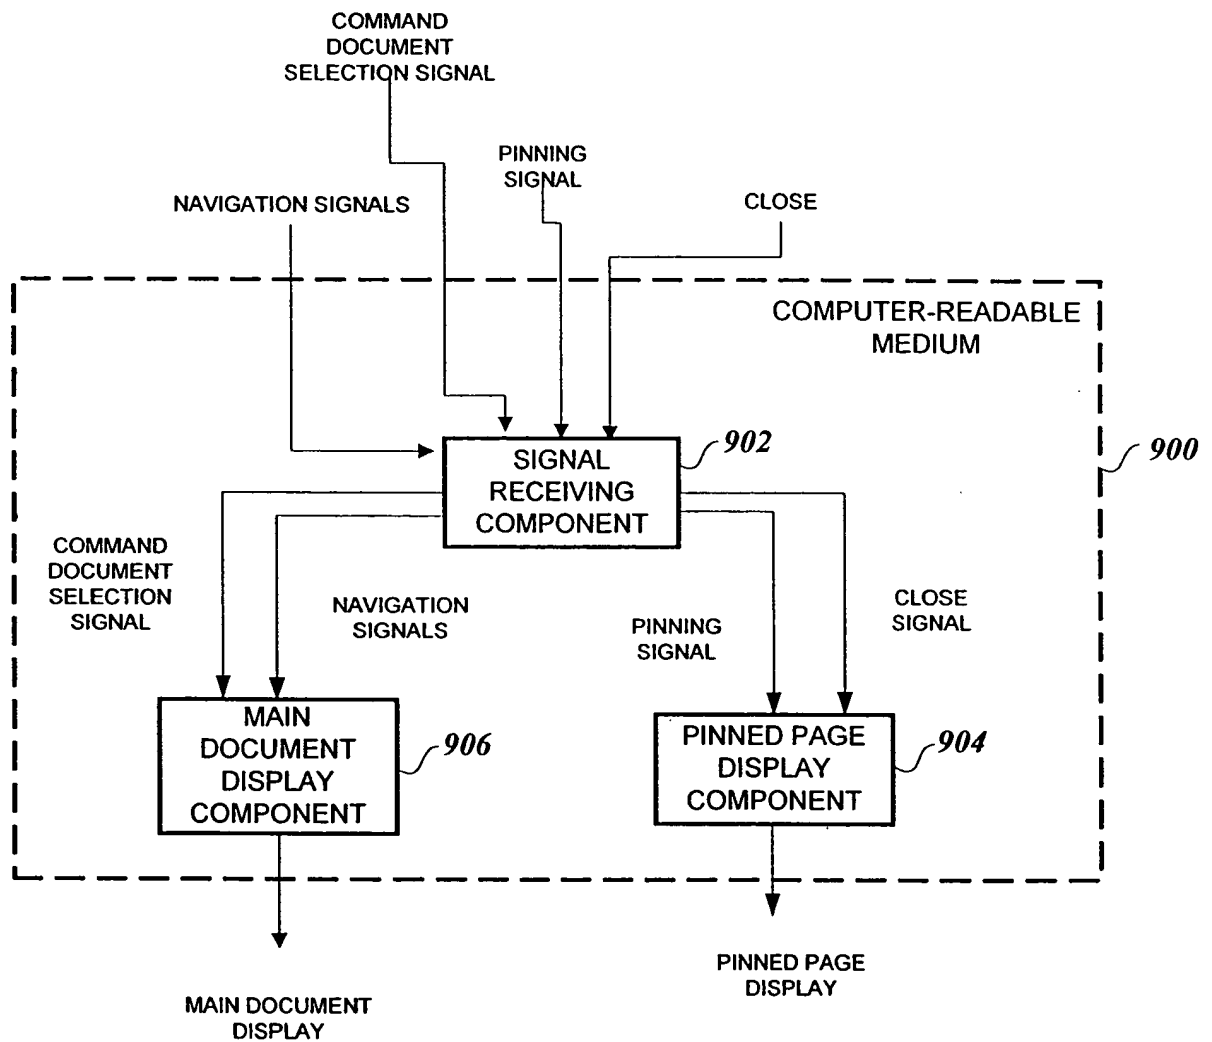 COMMAND
DOCUMENT
SELECTION SIGNAL
PINNING
SIGNAL
NAVIGATION SIGNALS
CLOSE
COMPUTER-READABLE
MEDIUM
902
900
SIGNAL
RECEIVING
COMPONENT
COMMAND
DOCUMENT
SELECTION
SIGNAL
NAVIGATION
SIGNALS
PINNING
SIGNAL
CLOSE
SIGNAL
MAIN
DOCUMENT
DISPLAY
COMPONENT
906
PINNED PAGE
DISPLAY
COMPONENT
904
MAIN DOCUMENT
DISPLAY
PINNED PAGE
DISPLAY